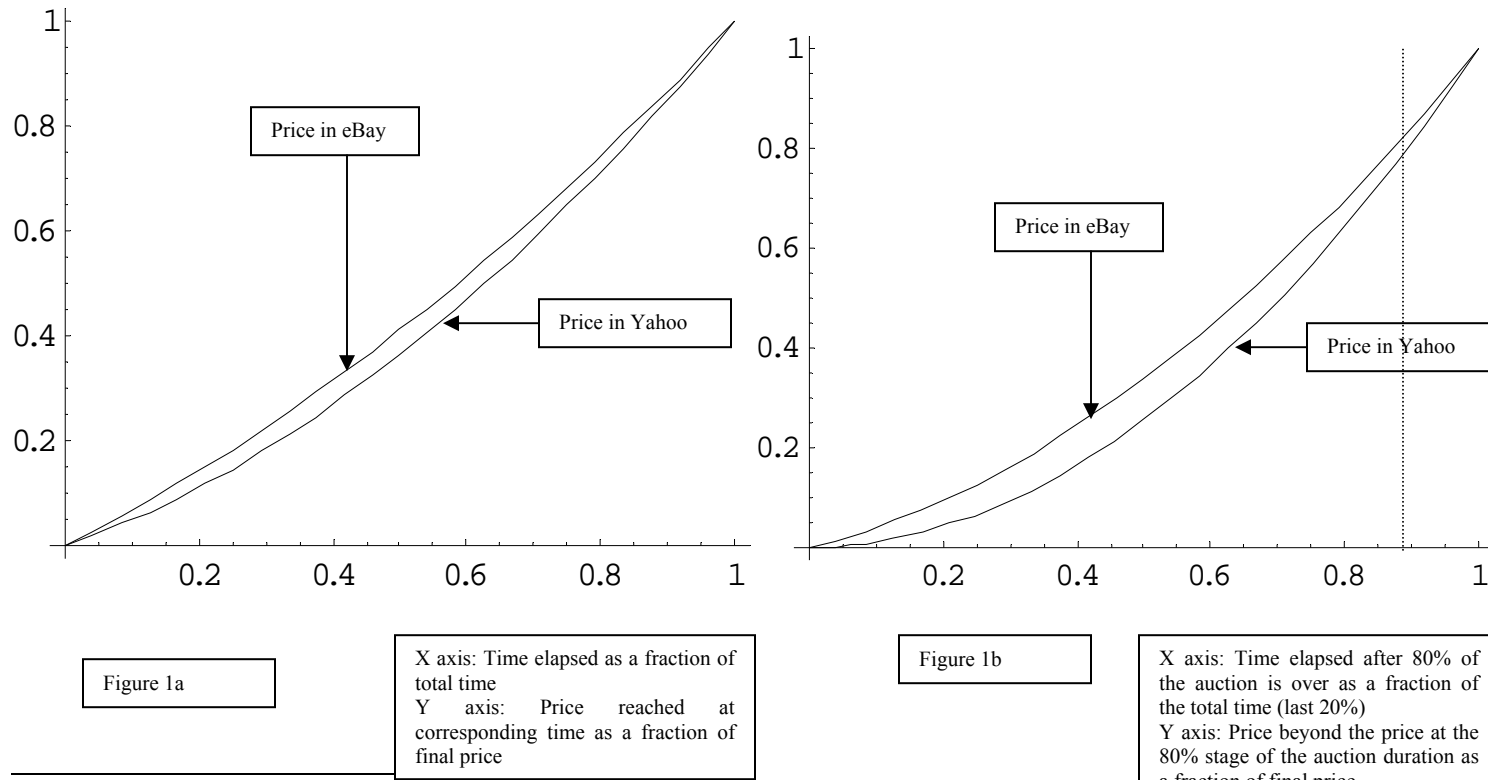 1
0.8
0.6
0.4
0.2
0.2 0.4 0.6 0.8 1
Price in eBay
Price in Yahoo
Figure 1a
X axis: Time elapsed as a fraction of
total time
Y axis: Price reached at
corresponding time as a fraction of
final price
1
0.8
0.6
0.4
0.2
0.2 0.4 0.6 0.8 1
Price in eBay
Price in Yahoo
Figure 1b
X axis: Time elapsed after 80% of
the auction is over as a fraction of
the total time (last 20%)
Y axis: Price beyond the price at the
80% stage of the auction duration as
a fraction of final price